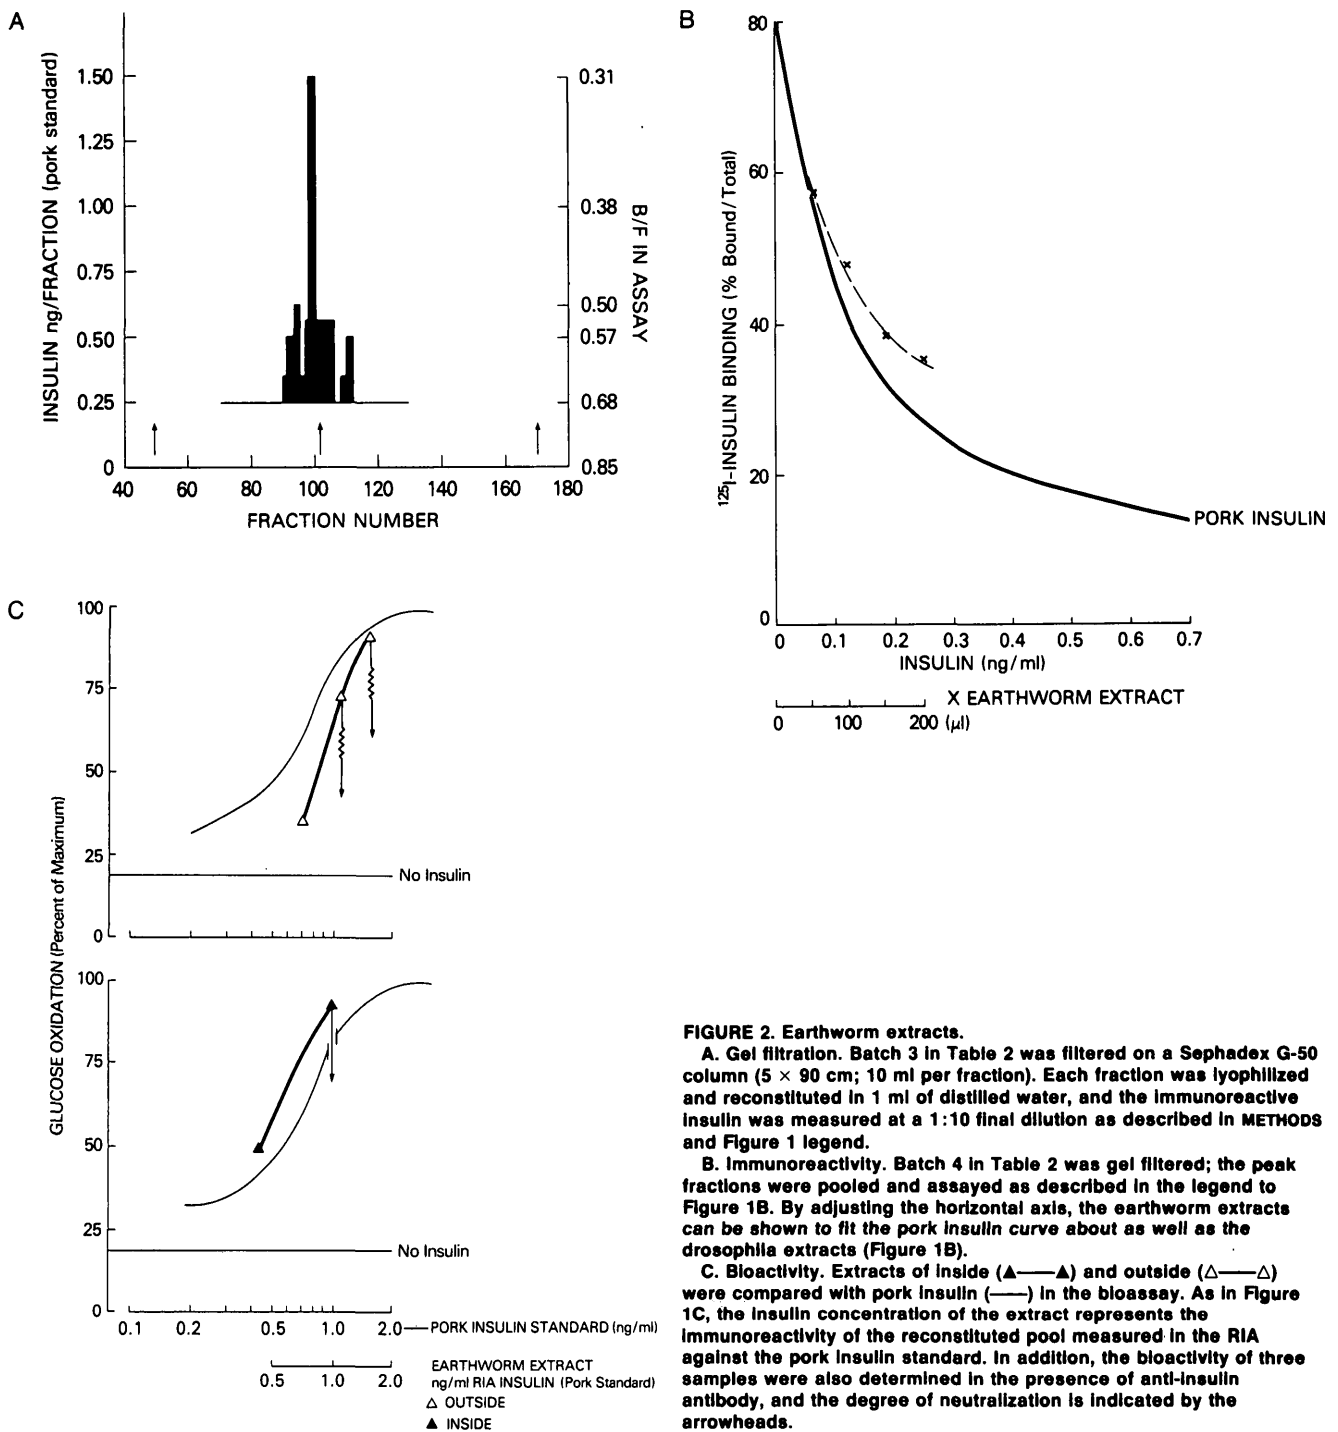 A
INSULIN ng/FRACTION (pork standard)
1.50
1.25
1.00
0.75
0.50
0.25
0
0.31
0.38
0.50
0.57
0.68
0.85
B/F IN ASSAY
40 60 80 100 120 140 160 180
FRACTION NUMBER
B
125I-INSULIN BINDING (% Bound/Total)
80
60
40
20
0
PORK INSULIN
0 0.1 0.2 0.3 0.4 0.5 0.6 0.7
INSULIN (ng/ml)
X EARTHWORM EXTRACT
0 100 200 (μl)
C
GLUCOSE OXIDATION (Percent of Maximum)
100
75
50
25
0
No Insulin
100
75
50
25
0
No Insulin
0.1 0.2 0.5 1.0 2.0 — PORK INSULIN STANDARD (ng/ml)
EARTHWORM EXTRACT
0.5 1.0 2.0 ng/ml RIA INSULIN (Pork Standard)
△ OUTSIDE
▲ INSIDE
FIGURE 2. Earthworm extracts.
A. Gel filtration. Batch 3 in Table 2 was filtered on a Sephadex G-50
column (5 × 90 cm; 10 ml per fraction). Each fraction was lyophilized
and reconstituted in 1 ml of distilled water, and the immunoreactive
insulin was measured at a 1:10 final dilution as described in METHODS
and Figure 1 legend.
B. Immunoreactivity. Batch 4 in Table 2 was gel filtered; the peak
fractions were pooled and assayed as described in the legend to
Figure 1B. By adjusting the horizontal axis, the earthworm extracts
can be shown to fit the pork insulin curve about as well as the
drosophila extracts (Figure 1B).
C. Bioactivity. Extracts of inside (▲——▲) and outside (△——△)
were compared with pork insulin (——) in the bioassay. As in Figure
1C, the insulin concentration of the extract represents the
immunoreactivity of the reconstituted pool measured in the RIA
against the pork insulin standard. In addition, the bioactivity of three
samples were also determined in the presence of anti-insulin
antibody, and the degree of neutralization is indicated by the
arrowheads.